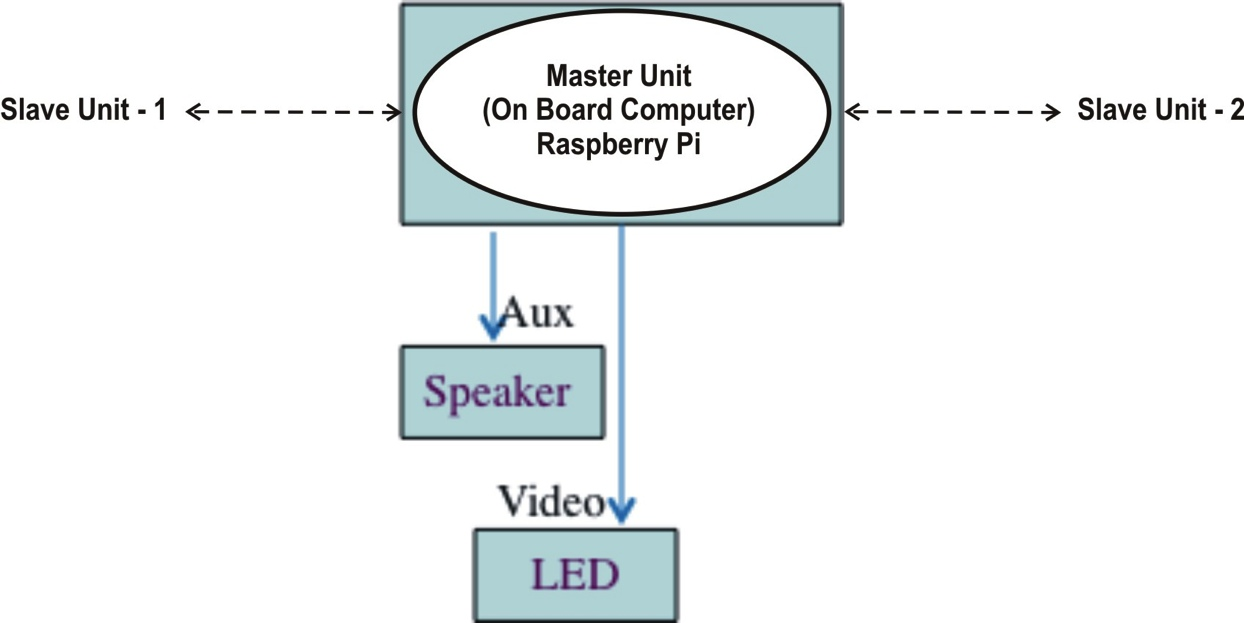 Master Unit
(On Board Computer)
Raspberry Pi
Slave Unit - 1
Slave Unit - 2
Aux
Speaker
Video
LED